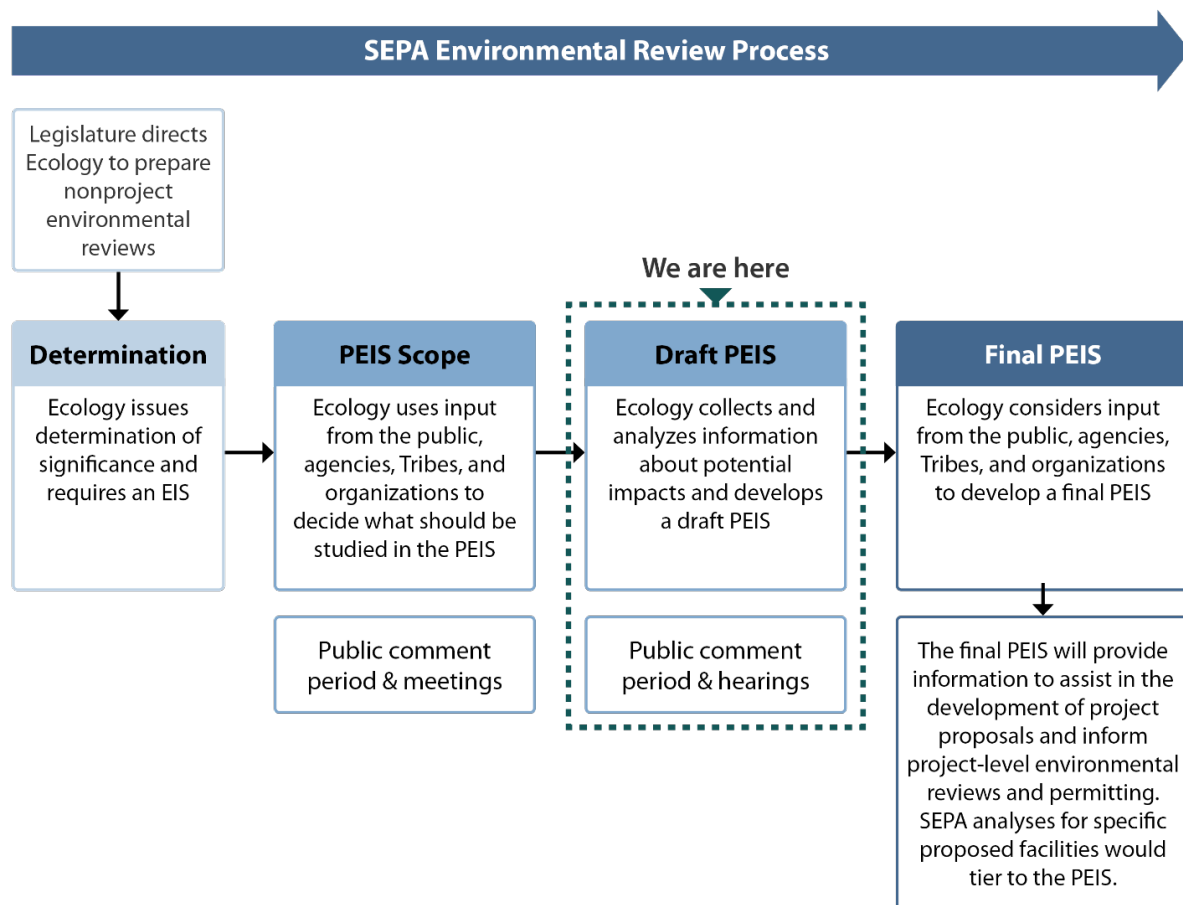 SEPA Environmental Review Process
Legislature directs
Ecology to prepare
nonproject
environmental
reviews
We are here
Determination
Ecology issues
determination of
significance and
requires an EIS
PEIS Scope
Ecology uses input
from the public,
agencies, Tribes, and
organizations to
decide what should be
studied in the PEIS
Public comment
period & meetings
Draft PEIS
Ecology collects and
analyzes information
about potential
impacts and develops
a draft PEIS
Public comment
period & hearings
Final PEIS
Ecology considers input
from the public, agencies,
Tribes, and organizations
to develop a final PEIS
The final PEIS will provide
information to assist in the
development of project
proposals and inform
project-level environmental
reviews and permitting.
SEPA analyses for specific
proposed facilities would
tier to the PEIS.